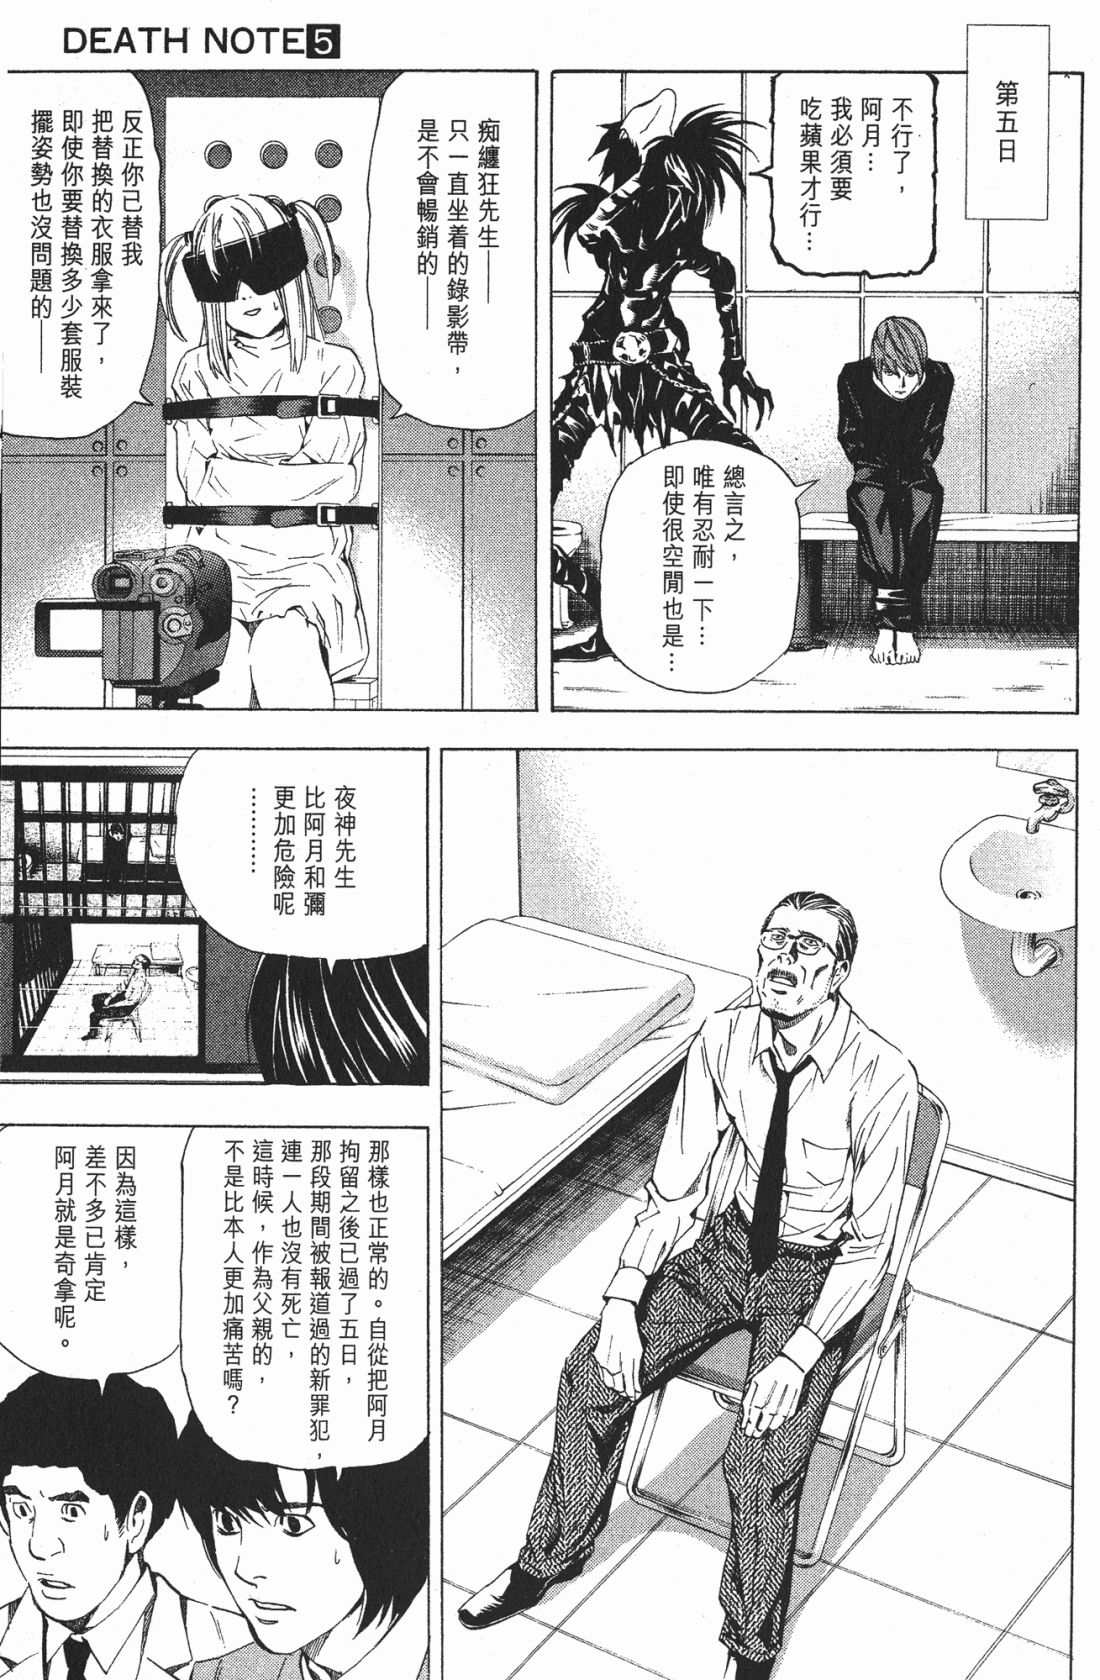 DEATH NOTE 5
第五日
不行了，
阿月…
我必須要
吃蘋果才行…
總言之，
唯有忍耐一下…
即使很空閒也是…
痴纏狂先生——
只一直坐着的錄影帶，
是不會暢銷的——
反正你已替我
把替換的衣服拿來了，
即使你要替換多少套服裝
擺姿勢也沒問題的——
夜神先生
比阿月和彌
更加危險呢
…………
那樣也正常的。自從把阿月
拘留之後已過了五日，
那段期間被報道過的新罪犯，
連一人也沒有死亡，
這時候，作為父親的，
不是比本人更加痛苦嗎？
因為這樣，
差不多已肯定
阿月就是奇拿呢。